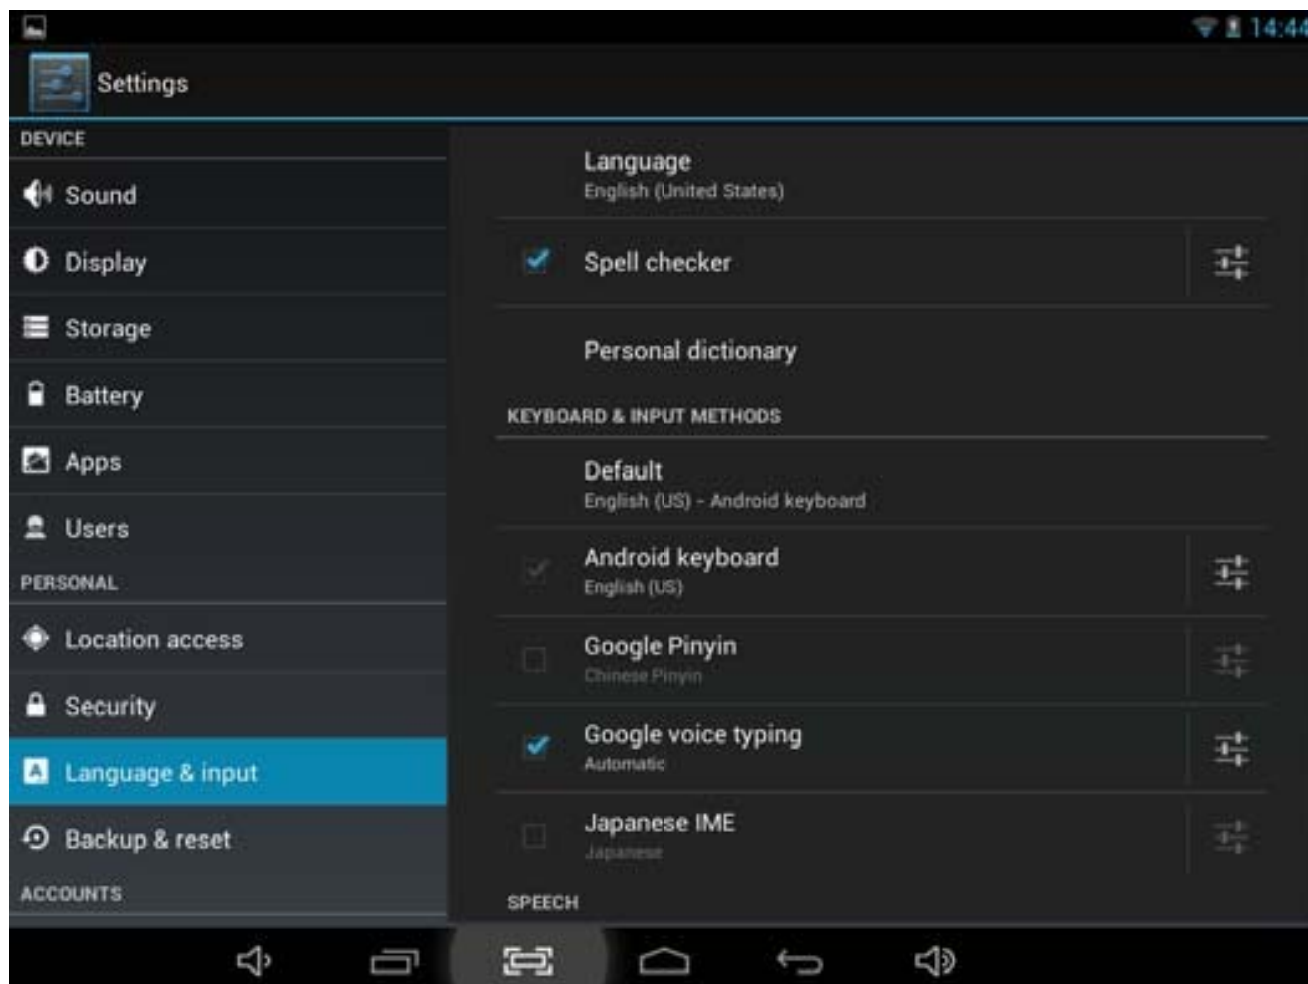 14:44
Settings
DEVICE
Sound
Display
Storage
Battery
Apps
Users
PERSONAL
Location access
Security
Language & input
Backup & reset
ACCOUNTS
Language
English (United States)
Spell checker
Personal dictionary
KEYBOARD & INPUT METHODS
Default
English (US) - Android keyboard
Android keyboard
English (US)
Google Pinyin
Chinese Pinyin
Google voice typing
Automatic
Japanese IME
Japanese
SPEECH